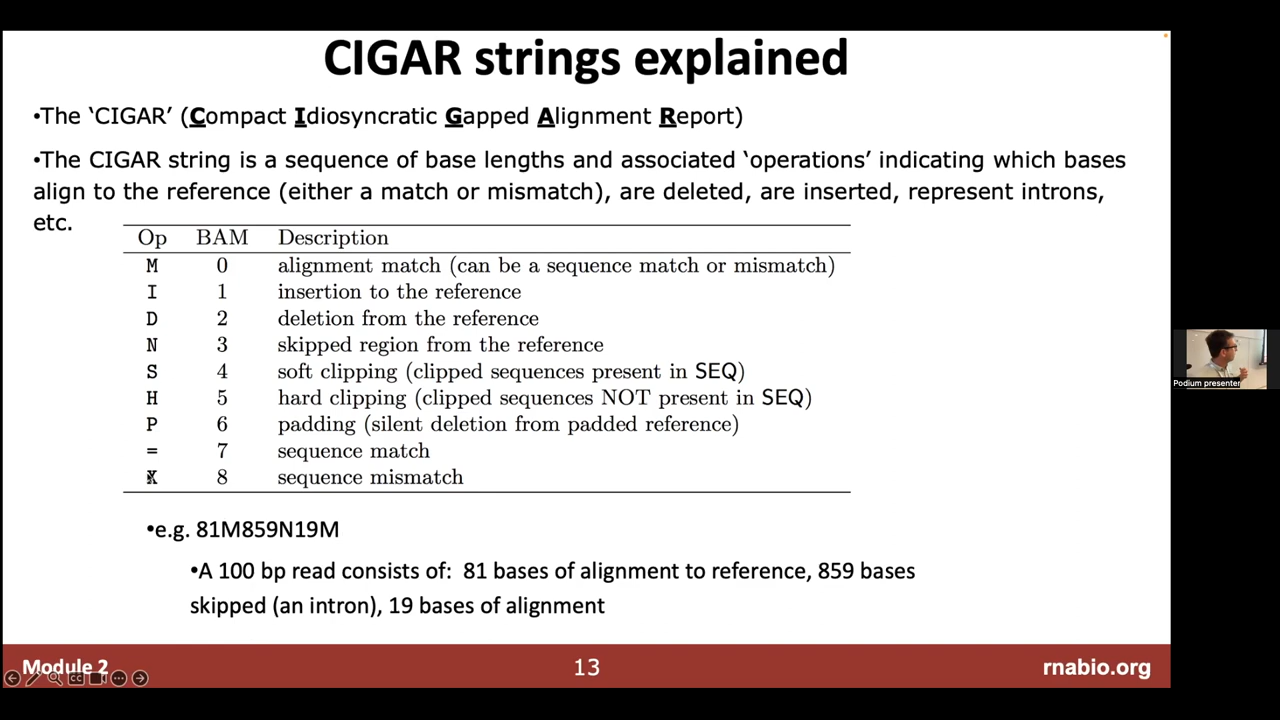 CIGAR strings explained
•The ‘CIGAR’ (Compact Idiosyncratic Gapped Alignment Report)
•The CIGAR string is a sequence of base lengths and associated ‘operations’ indicating which bases
align to the reference (either a match or mismatch), are deleted, are inserted, represent introns,
etc.
Op BAM Description
M 0 alignment match (can be a sequence match or mismatch)
I 1 insertion to the reference
D 2 deletion from the reference
N 3 skipped region from the reference
S 4 soft clipping (clipped sequences present in SEQ)
H 5 hard clipping (clipped sequences NOT present in SEQ)
P 6 padding (silent deletion from padded reference)
= 7 sequence match
X 8 sequence mismatch
•e.g. 81M859N19M
•A 100 bp read consists of: 81 bases of alignment to reference, 859 bases
skipped (an intron), 19 bases of alignment
Podium presenter
Module 2 13 rnabio.org